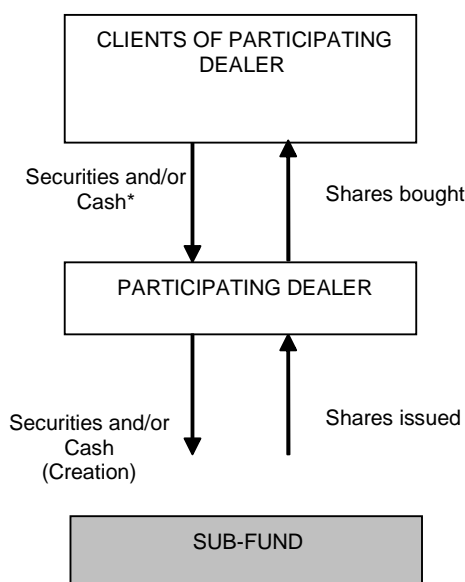 CLIENTS OF PARTICIPATING
DEALER
Securities and/or
Cash*
Shares bought
PARTICIPATING DEALER
Securities and/or
Cash
(Creation)
Shares issued
SUB-FUND